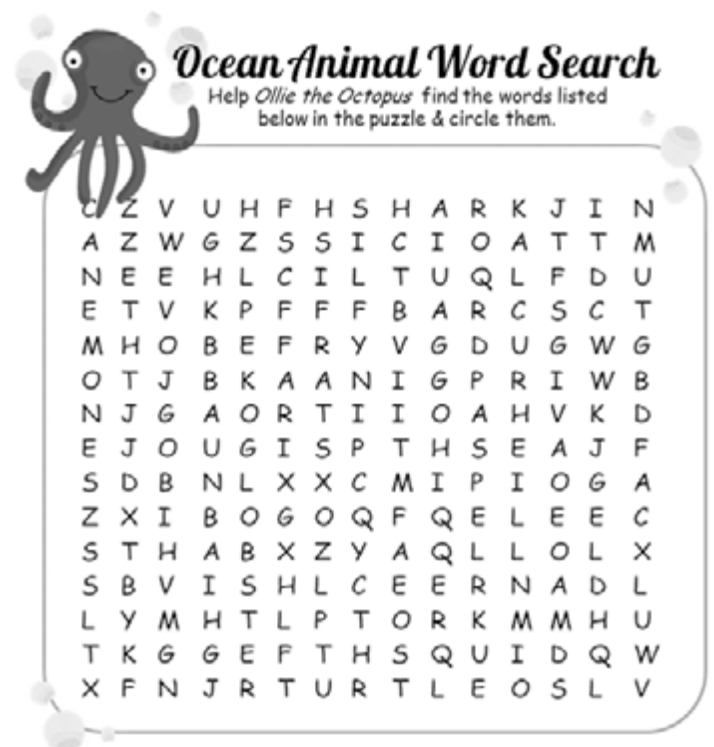 Ocean Animal Word Search
Help Ollie the Octopus find the words listed
below in the puzzle & circle them.
C Z V U H F H S H A R K J I N
A Z W G Z S S I C I O A T T M
N E E H L C I L T U Q L F D U
E T V K P F F F B A R C S C T
M H O B E F R Y V G D U G W G
O T J B K A A N I G P R I W B
N J G A O R T I I O A H V K D
E J O U G I S P T H S E A J F
S D B N L X X C M I P I O G A
Z X I B O G O Q F Q E L E E C
S T H A B X Z Y A Q L L O L X
S B V I S H L C E E R N A D L
L Y M H T L P T O R K M M H U
T K G G E F T H S Q U I D Q W
X F N J R T U R T L E O S L V